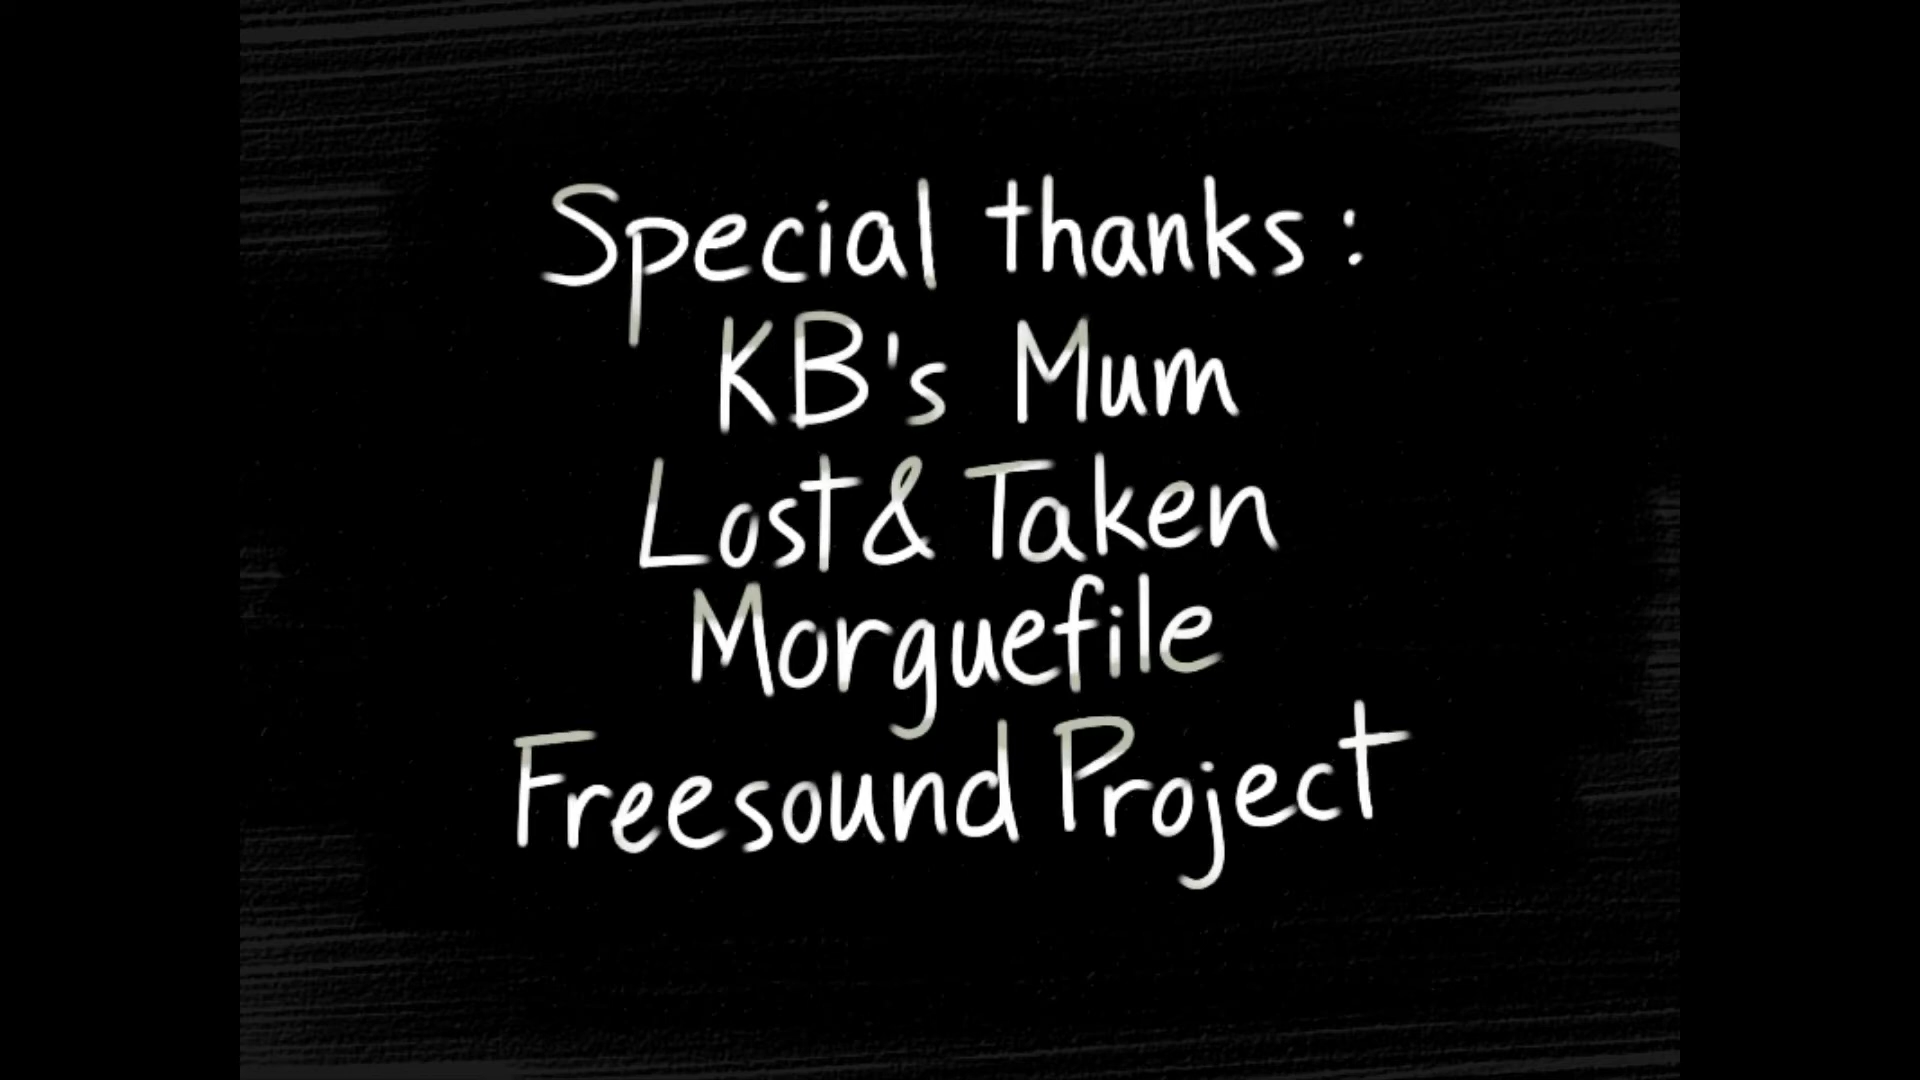 Special thanks:
KB's Mum
Lost & Taken
Morguefile
Freesound Project